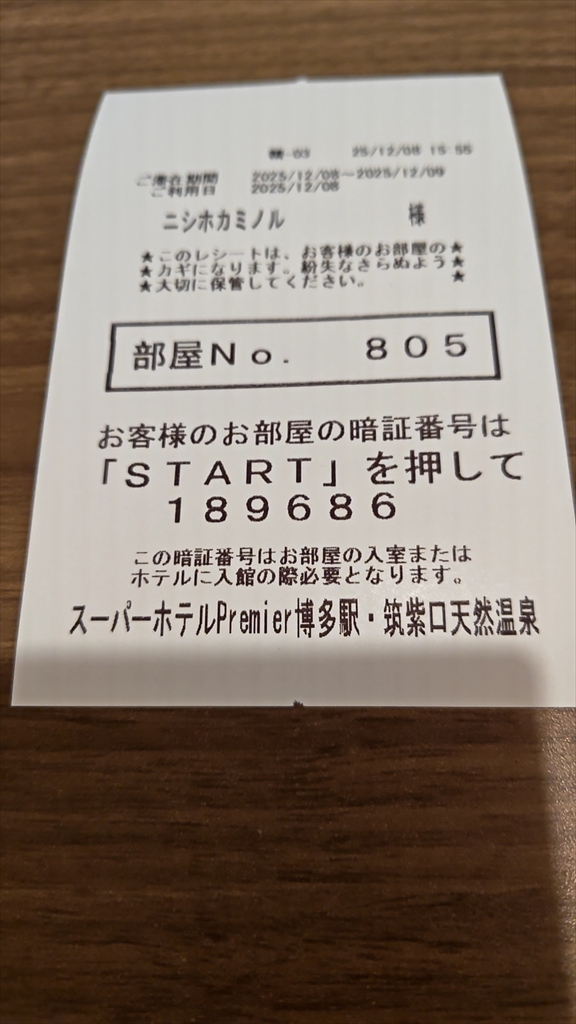 機-03 25/12/08 15:55
ご滞在期間 2025/12/08～2025/12/09
ご利用日 2025/12/08
ニシホカミノル 様
★このレシートは、お客様のお部屋の★
★カギになります。紛失なさらぬよう★
★大切に保管してください。 ★
部屋No. 805
お客様のお部屋の暗証番号は
「START」を押して
189686
この暗証番号はお部屋の入室または
ホテルに入館の際必要となります。
スーパーホテルPremier博多駅・筑紫口天然温泉